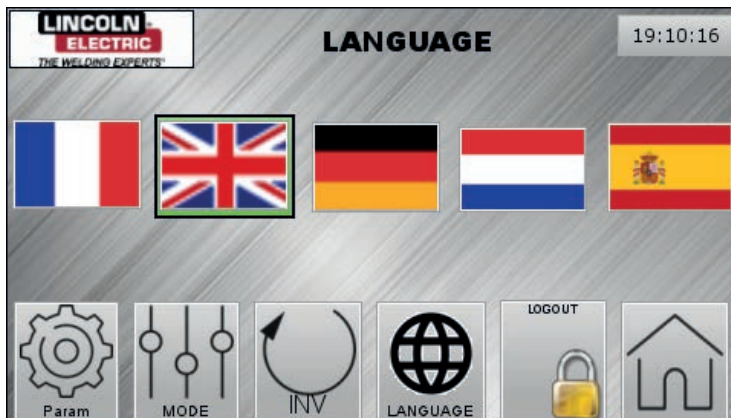 LINCOLN
ELECTRIC
THE WELDING EXPERTS®
LANGUAGE
19:10:16
Param
MODE
INV
LANGUAGE
LOGOUT